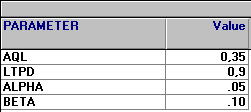 PARAMETER Value
AQL 0,35
LTPD 0,9
ALPHA .05
BETA .10